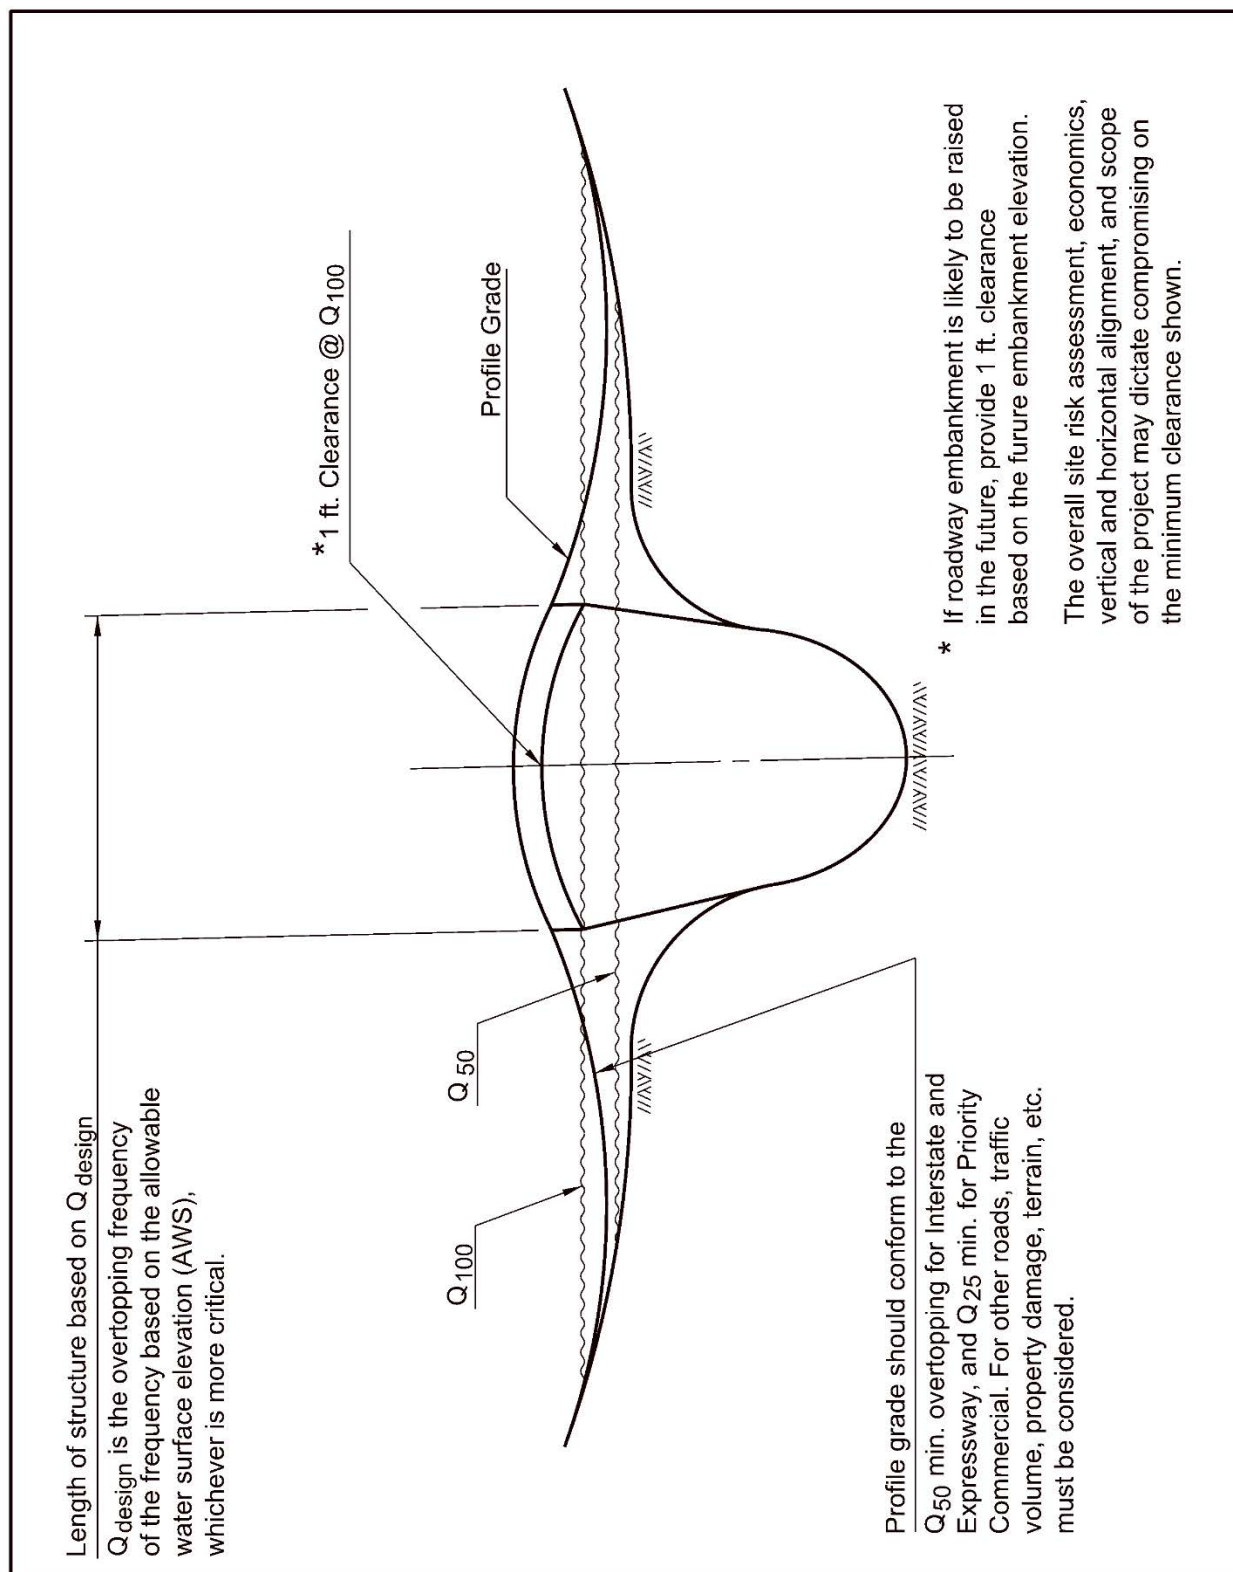 Length of structure based on Qdesign
Qdesign is the overtopping frequency
of the frequency based on the allowable
water surface elevation (AWS),
whichever is more critical.
*1 ft. Clearance @ Q100
Profile Grade
Q50
Q100
Profile grade should conform to the
Q50 min. overtopping for Interstate and
Expressway, and Q25 min. for Priority
Commercial. For other roads, traffic
volume, property damage, terrain, etc.
must be considered.
* If roadway embankment is likely to be raised
in the future, provide 1 ft. clearance
based on the furure embankment elevation.
The overall site risk assessment, economics,
vertical and horizontal alignment, and scope
of the project may dictate compromising on
the minimum clearance shown.